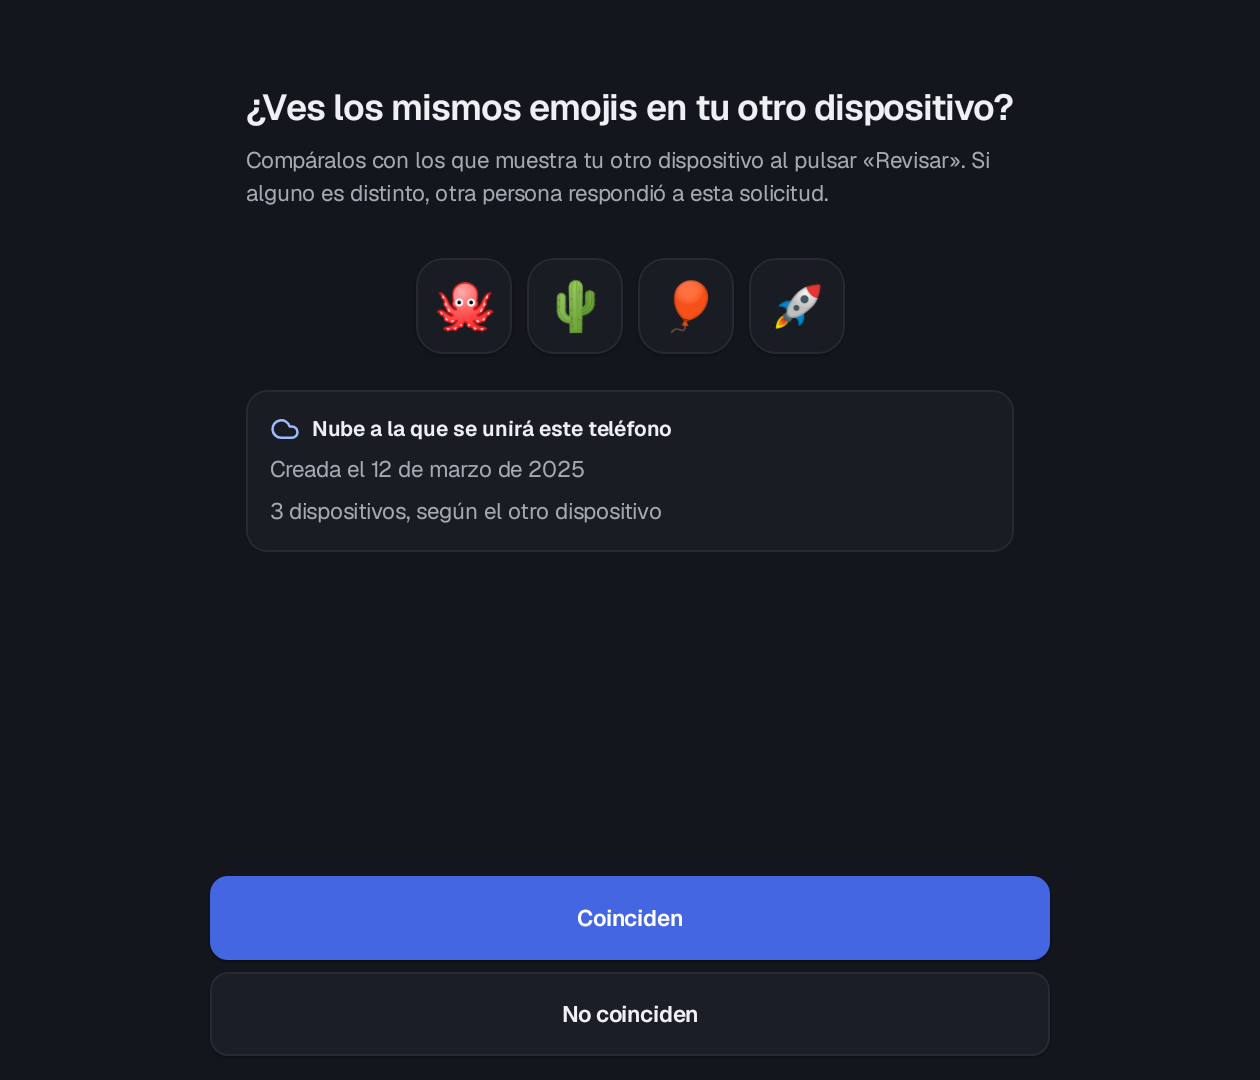 ¿Ves los mismos emojis en tu otro dispositivo?
Compáralos con los que muestra tu otro dispositivo al pulsar «Revisar». Si
alguno es distinto, otra persona respondió a esta solicitud.
Nube a la que se unirá este teléfono
Creada el 12 de marzo de 2025
3 dispositivos, según el otro dispositivo
Coinciden
No coinciden